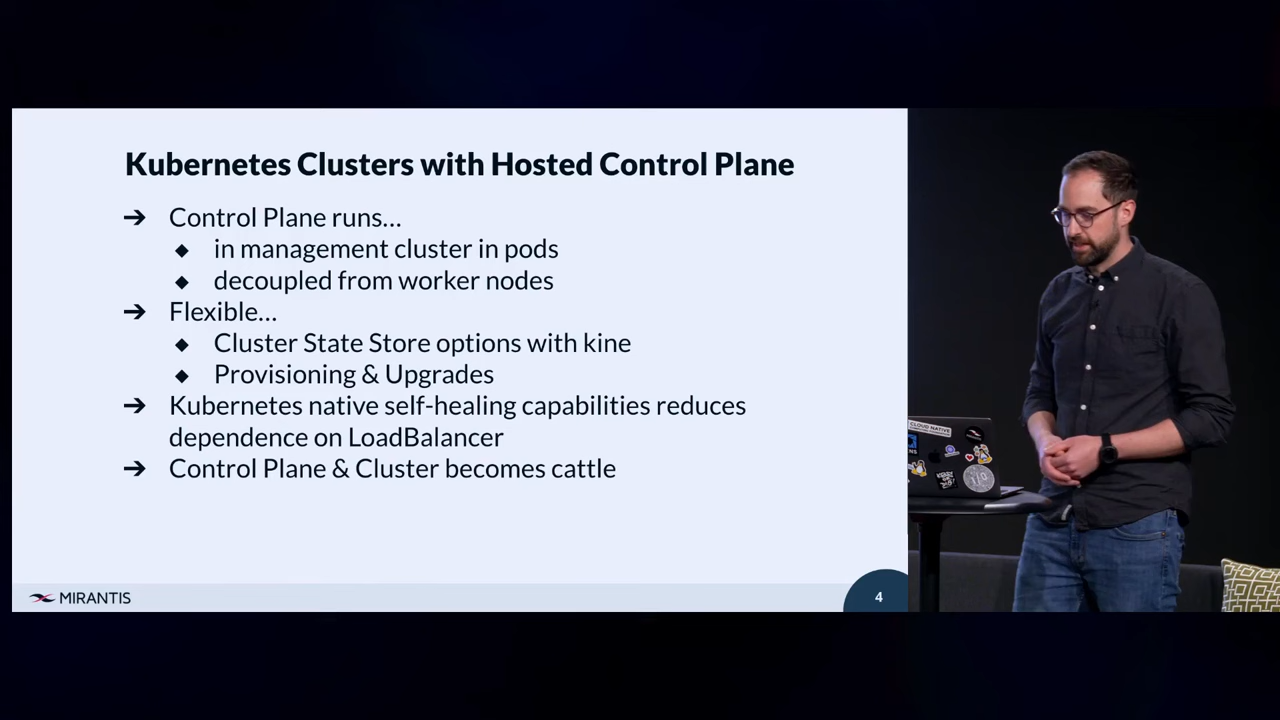 Kubernetes Clusters with Hosted Control Plane
➔ Control Plane runs...
◆ in management cluster in pods
◆ decoupled from worker nodes
➔ Flexible...
◆ Cluster State Store options with kine
◆ Provisioning & Upgrades
➔ Kubernetes native self-healing capabilities reduces
dependence on LoadBalancer
➔ Control Plane & Cluster becomes cattle
MIRANTIS
4
CLOUD NATIVE